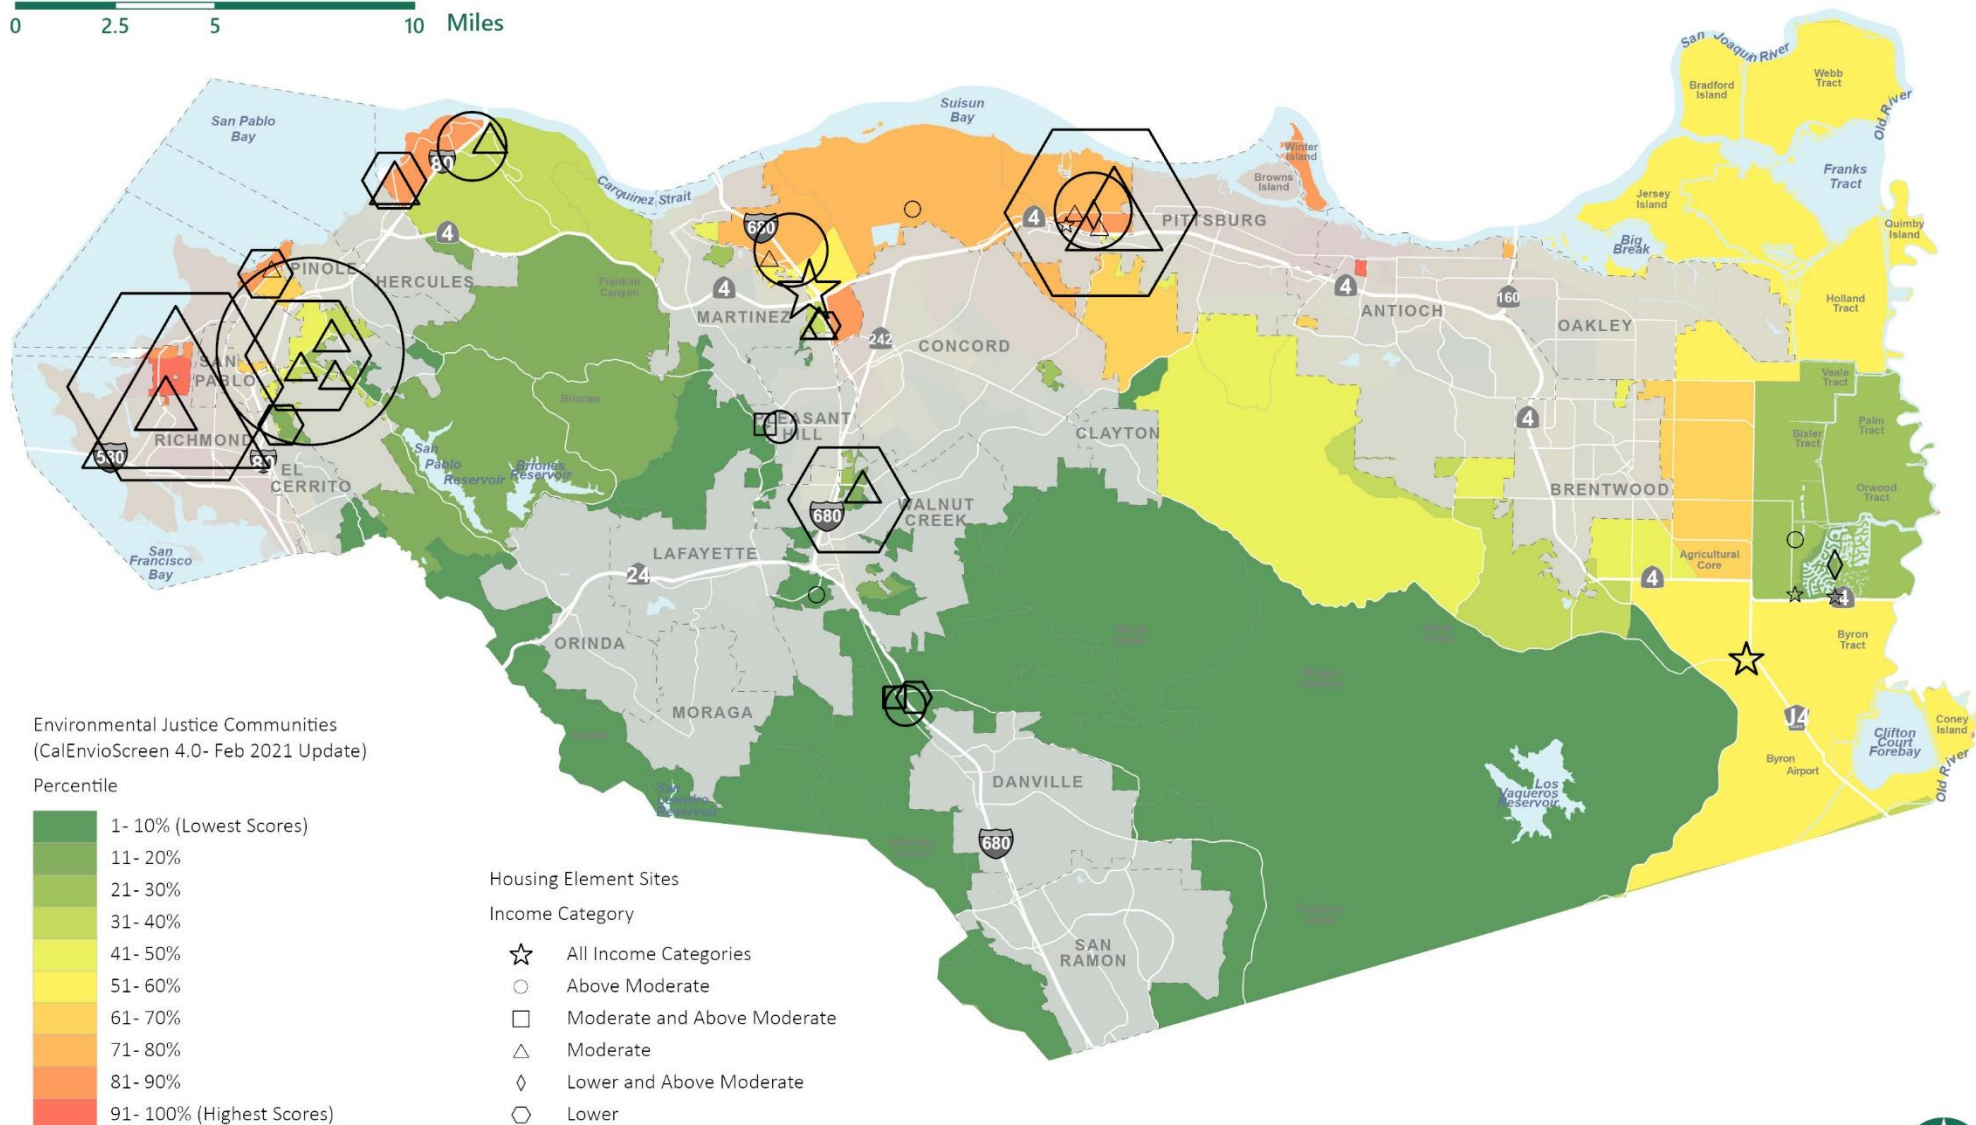 0 2.5 5 10 Miles
San Joaquin River
Webb Tract
Bradford Island
Old River
San Pablo Bay
Suisun Bay
Winter Island
Browns Island
Franks Tract
Jersey Island
Quimby Island
Big Break
Carquinez Strait
80
4
680
4
PITTSBURG
PINOLE
HERCULES
Franklin Canyon
4
MARTINEZ
242
CONCORD
4
160
ANTIOCH
OAKLEY
Holland Tract
SAN PABLO
Briones
Veale Tract
Palm Tract
Bixler Tract
RICHMOND
580
80
EL CERRITO
San Pablo Reservoir
Briones Reservoir
PLEASANT HILL
CLAYTON
4
BRENTWOOD
Orwood Tract
WALNUT CREEK
680
San Francisco Bay
LAFAYETTE
24
Agricultural Core
4
4
ORINDA
Byron Tract
MORAGA
J4
Coney Island
Clifton Court Forebay
Byron Airport
Old River
San Leandro Reservoir
DANVILLE
Los Vaqueros Reservoir
680
SAN RAMON
Environmental Justice Communities
(CalEnvioScreen 4.0- Feb 2021 Update)
Percentile
1- 10% (Lowest Scores)
11- 20%
21- 30%
31- 40%
41- 50%
51- 60%
61- 70%
71- 80%
81- 90%
91- 100% (Highest Scores)
Housing Element Sites
Income Category
All Income Categories
Above Moderate
Moderate and Above Moderate
Moderate
Lower and Above Moderate
Lower